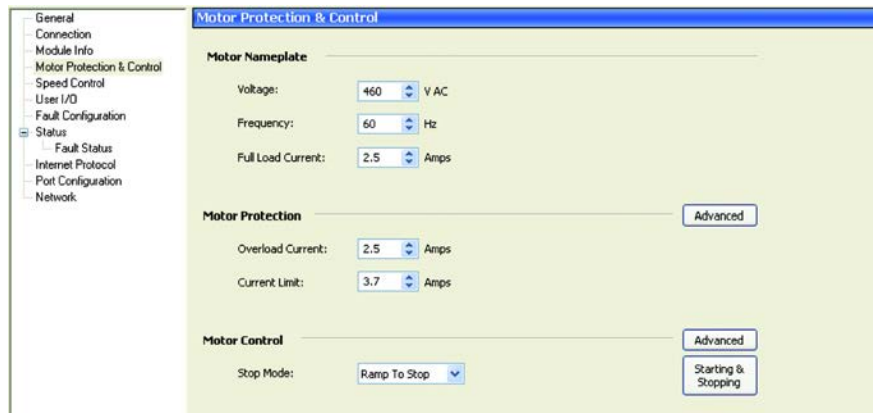 General
Connection
Module Info
Motor Protection & Control
Speed Control
User I/O
Fault Configuration
Status
Fault Status
Internet Protocol
Port Configuration
Network
Motor Protection & Control
Motor Nameplate
Voltage: 460 V AC
Frequency: 60 Hz
Full Load Current: 2.5 Amps
Motor Protection Advanced
Overload Current: 2.5 Amps
Current Limit: 3.7 Amps
Motor Control Advanced
Stop Mode: Ramp To Stop
Starting &
Stopping